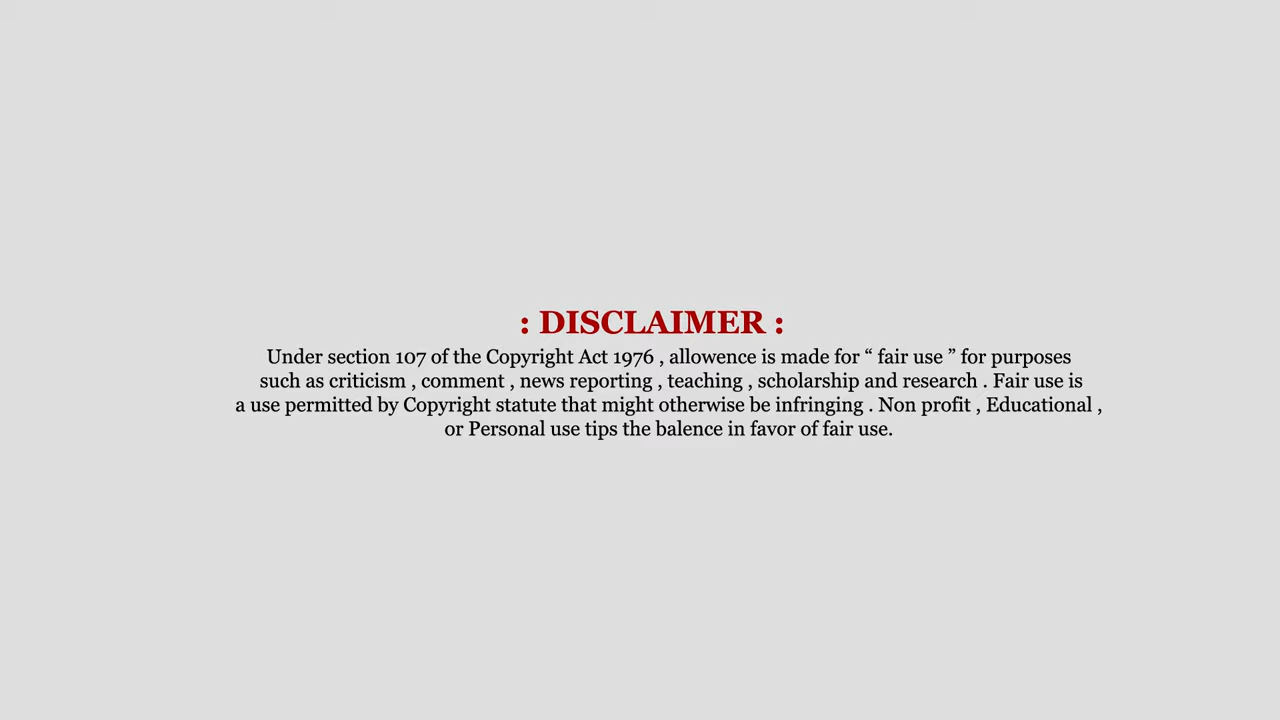 : DISCLAIMER :
Under section 107 of the Copyright Act 1976 , allowence is made for “ fair use ” for purposes
such as criticism , comment , news reporting , teaching , scholarship and research . Fair use is
a use permitted by Copyright statute that might otherwise be infringing . Non profit , Educational ,
or Personal use tips the balence in favor of fair use.